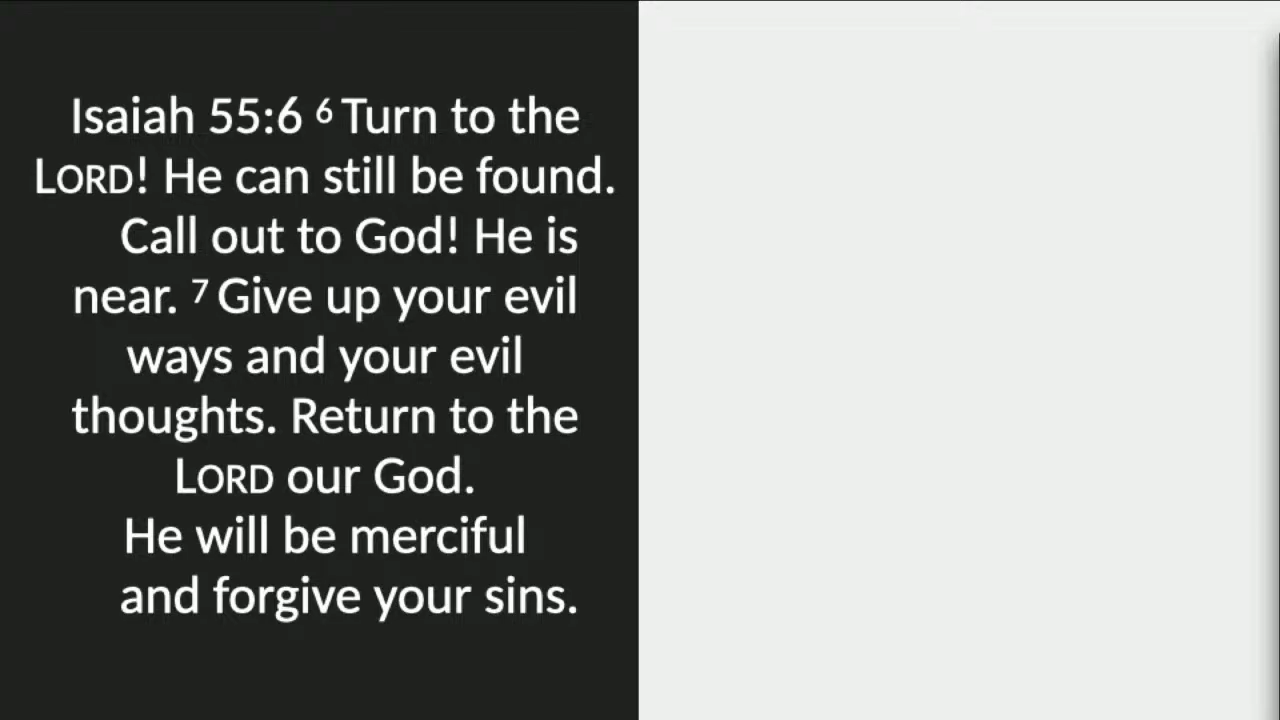 Isaiah 55:6 ⁶ Turn to the
LORD! He can still be found.
Call out to God! He is
near. ⁷ Give up your evil
ways and your evil
thoughts. Return to the
LORD our God.
He will be merciful
and forgive your sins.